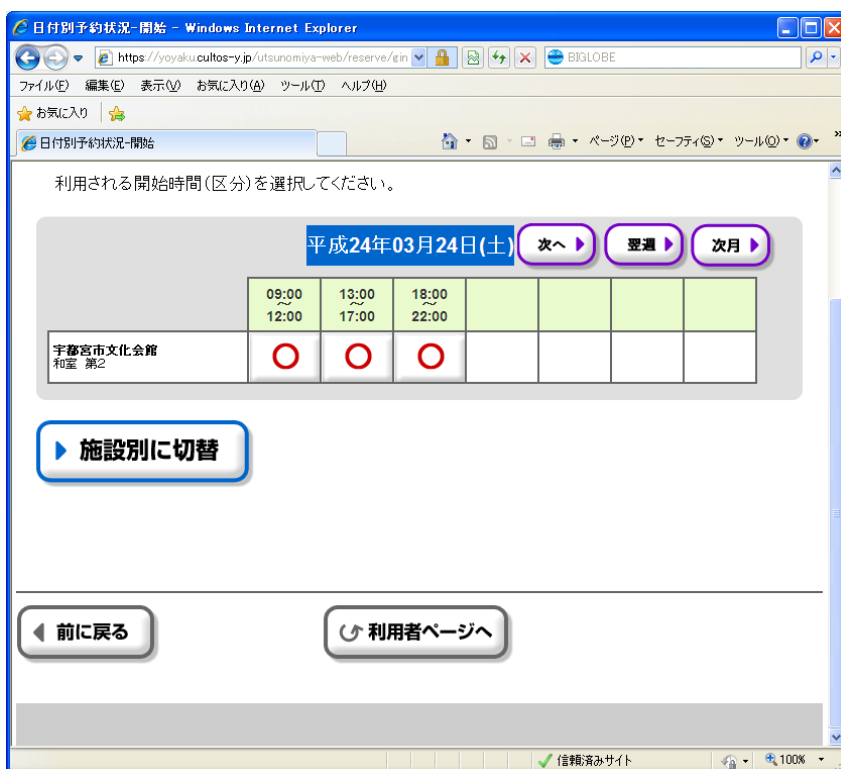 日付別予約状況-開始 - Windows Internet Explorer
https://yoyaku.cultos-y.jp/utsunomiya-web/reserve/gin
BIGLOBE
ファイル(F) 編集(E) 表示(V) お気に入り(A) ツール(T) ヘルプ(H)
お気に入り
日付別予約状況-開始
ページ(P) セーフティ(S) ツール(O)
利用される開始時間(区分)を選択してください。
平成24年03月24日(土) 次へ 翌週 次月
09:00 13:00 18:00
～ ～ ～
12:00 17:00 22:00
宇都宮市文化会館
和室 第2
施設別に切替
前に戻る 利用者ページへ
信頼済みサイト 100%